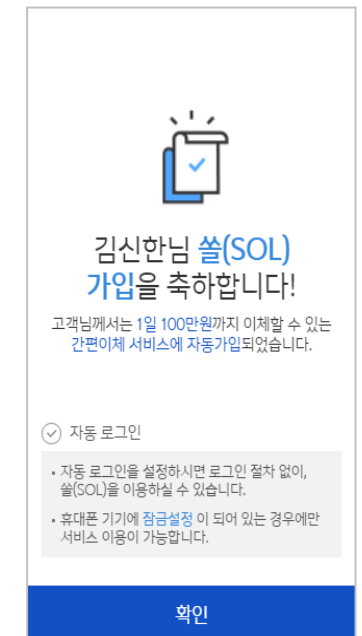 김신한님 쏠(SOL)
가입을 축하합니다!
고객님께서는 1일 100만원까지 이체할 수 있는
간편이체 서비스에 자동가입되었습니다.
자동 로그인
• 자동 로그인을 설정하시면 로그인 절차 없이,
쏠(SOL)을 이용하실 수 있습니다.
• 휴대폰 기기에 잠금설정 이 되어 있는 경우에만
서비스 이용이 가능합니다.
확인